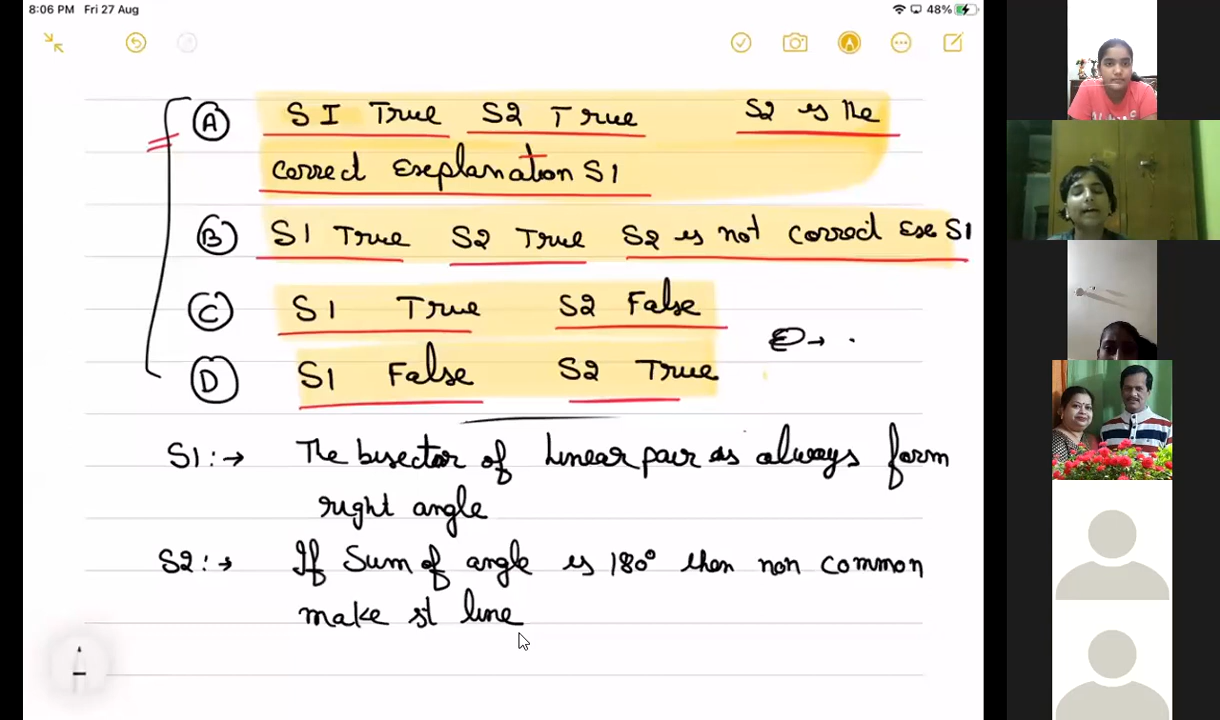 8:06 PM Fri 27 Aug 48%
A S I True S2 True S2 is the
correct Exeplanation S1
B S1 True S2 True S2 is not correct Exe S1
C S1 True S2 False
D S1 False S2 True
S1 :→ The bisector of Linear pair is always form
right angle
S2 :→ If Sum of angle is 180° then non common
make st line